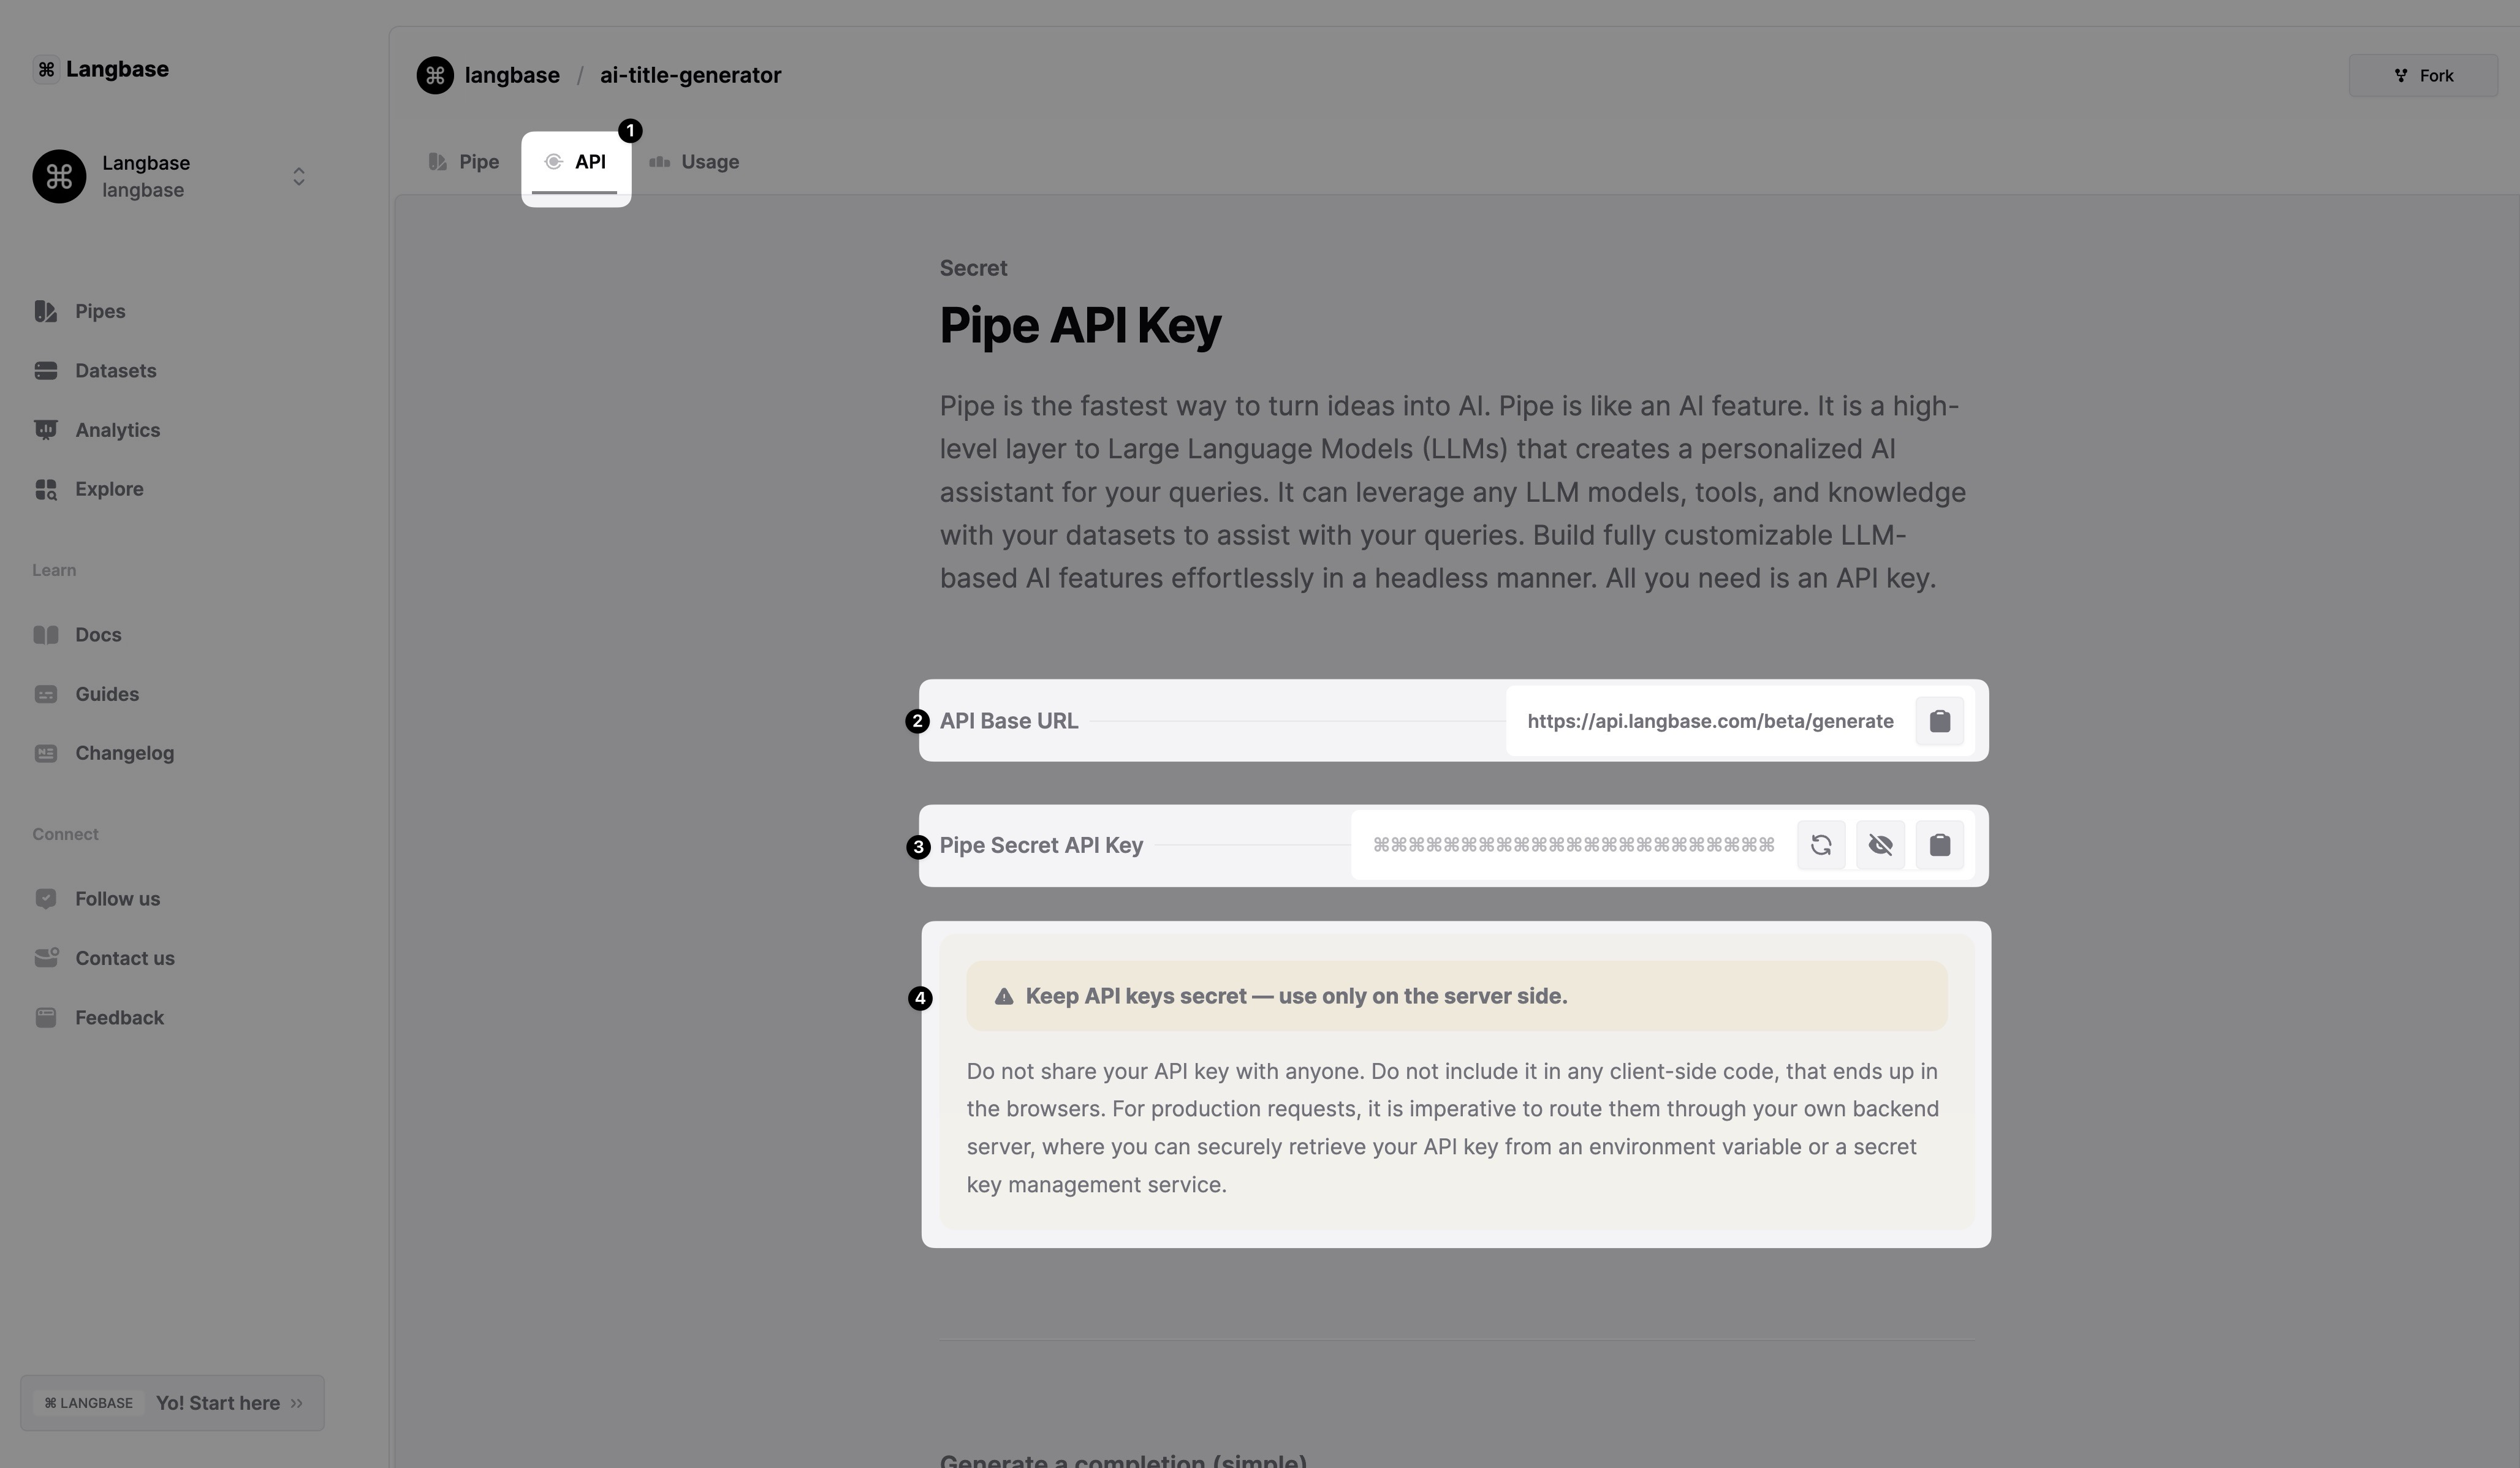 ⌘ Langbase
⌘ langbase / ai-title-generator
Fork
Langbase
langbase
Pipe
API
1
Usage
Pipes
Datasets
Analytics
Explore
Learn
Docs
Guides
Changelog
Connect
Follow us
Contact us
Feedback
⌘ LANGBASE Yo! Start here »
Secret
Pipe API Key
Pipe is the fastest way to turn ideas into AI. Pipe is like an AI feature. It is a high-
level layer to Large Language Models (LLMs) that creates a personalized AI
assistant for your queries. It can leverage any LLM models, tools, and knowledge
with your datasets to assist with your queries. Build fully customizable LLM-
based AI features effortlessly in a headless manner. All you need is an API key.
2 API Base URL https://api.langbase.com/beta/generate
3 Pipe Secret API Key ⌘⌘⌘⌘⌘⌘⌘⌘⌘⌘⌘⌘⌘⌘⌘⌘⌘⌘⌘⌘⌘⌘⌘
4 Keep API keys secret — use only on the server side.
Do not share your API key with anyone. Do not include it in any client-side code, that ends up in
the browsers. For production requests, it is imperative to route them through your own backend
server, where you can securely retrieve your API key from an environment variable or a secret
key management service.
Generate a completion (simple)